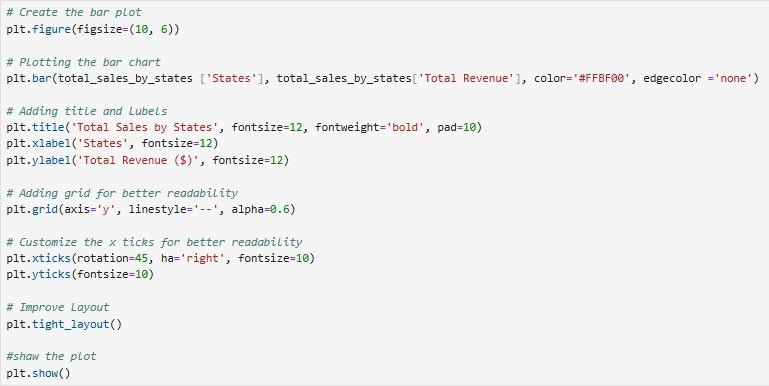 # Create the bar plot
plt.figure(figsize=(10, 6))
# Plotting the bar chart
plt.bar(total_sales_by_states ['States'], total_sales_by_states['Total Revenue'], color='#FFBF00', edgecolor ='none')
# Adding title and Lubels
plt.title('Total Sales by States', fontsize=12, fontweight='bold', pad=10)
plt.xlabel('States', fontsize=12)
plt.ylabel('Total Revenue ($)', fontsize=12)
# Adding grid for better readability
plt.grid(axis='y', linestyle='--', alpha=0.6)
# Customize the x ticks for better readability
plt.xticks(rotation=45, ha='right', fontsize=10)
plt.yticks(fontsize=10)
# Improve Layout
plt.tight_layout()
#shaw the plot
plt.show()